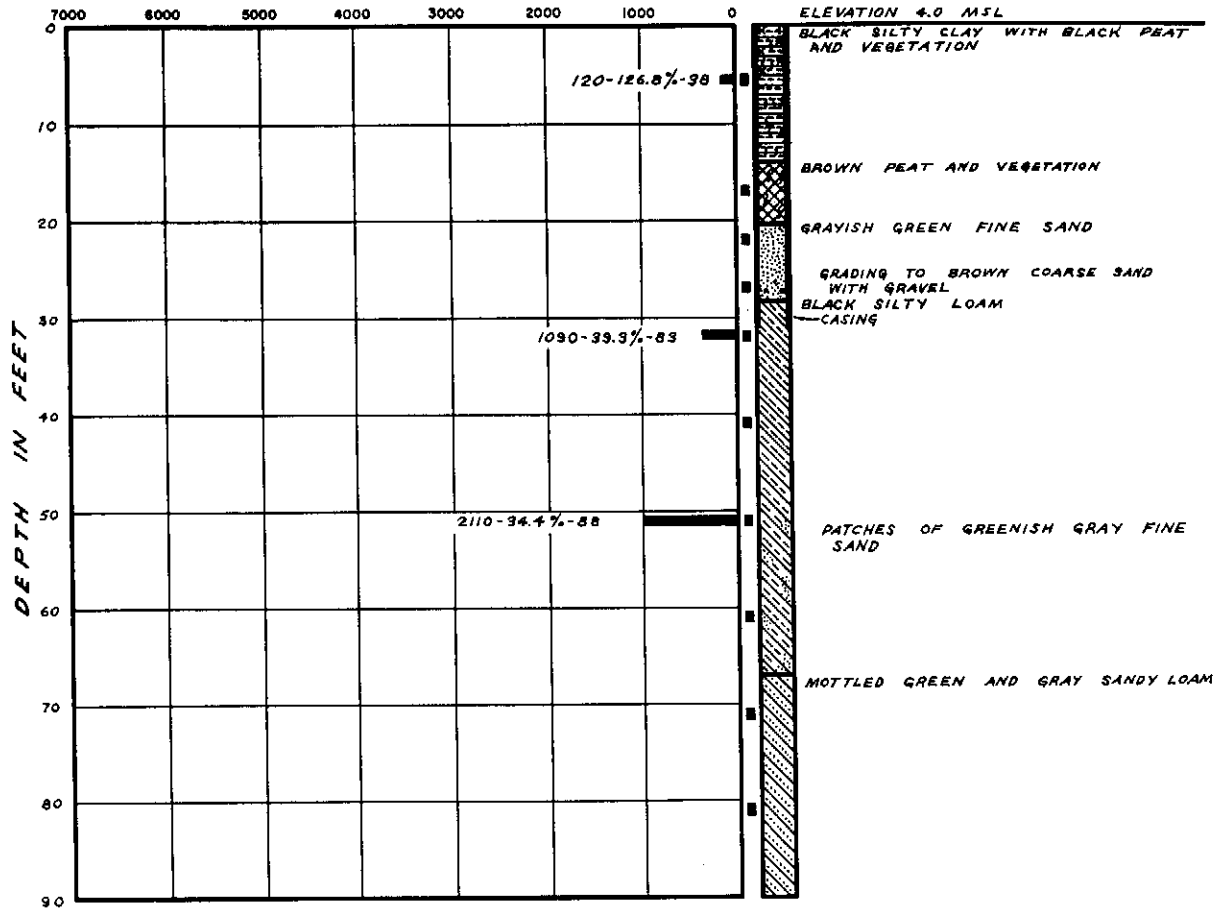 7000 6000 5000 4000 3000 2000 1000 0
ELEVATION 4.0 MSL
0
BLACK SILTY CLAY WITH BLACK PEAT
AND VEGETATION
120-126.8%-38
10
BROWN PEAT AND VEGETATION
20
GRAYISH GREEN FINE SAND
GRADING TO BROWN COARSE SAND
WITH GRAVEL
BLACK SILTY LOAM
CASING
30
1090-39.3%-83
40
50
2110-34.4%-88
PATCHES OF GREENISH GRAY FINE
SAND
60
MOTTLED GREEN AND GRAY SANDY LOAM
70
80
90
DEPTH IN FEET